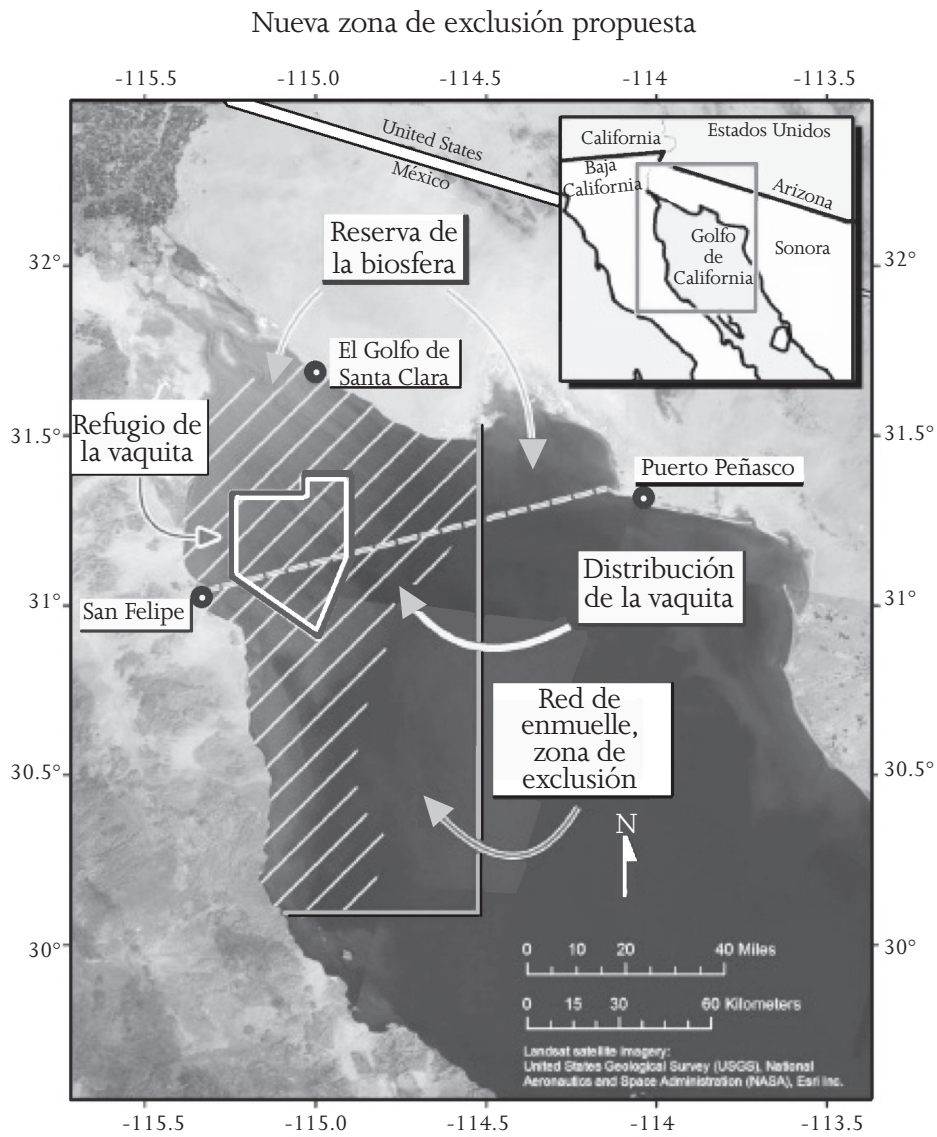 Nueva zona de exclusión propuesta
-115.5
-115.0
-114.5
-114
-113.5
United States
México
California
Estados Unidos
Baja
California
Arizona
Golfo
de
California
Sonora
Reserva de
la biosfera
32°
32°
El Golfo de
Santa Clara
Refugio de
la vaquita
31.5°
31.5°
Puerto Peñasco
Distribución
de la vaquita
San Felipe
31°
31°
Red de
enmuelle,
zona de
exclusión
30.5°
30.5°
N
30°
30°
0 10 20 40 Miles
0 15 30 60 Kilometers
Landsat satellite imagery:
United States Geological Survey (USGS), National
Aeronautics and Space Administration (NASA), Esri Inc.
-115.5
-115.0
-114.5
-114
-113.5